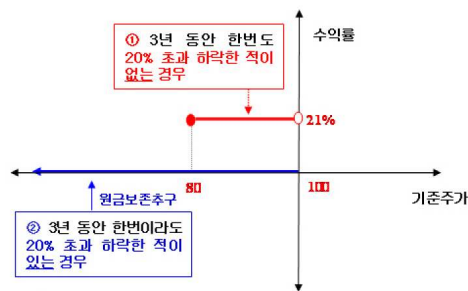 ① 3년 동안 한번도
20% 초과 하락한 적이
없는 경우
수익률
21%
80
100
기준주가
원금보존추구
② 3년 동안 한번이라도
20% 초과 하락한 적이
있는 경우